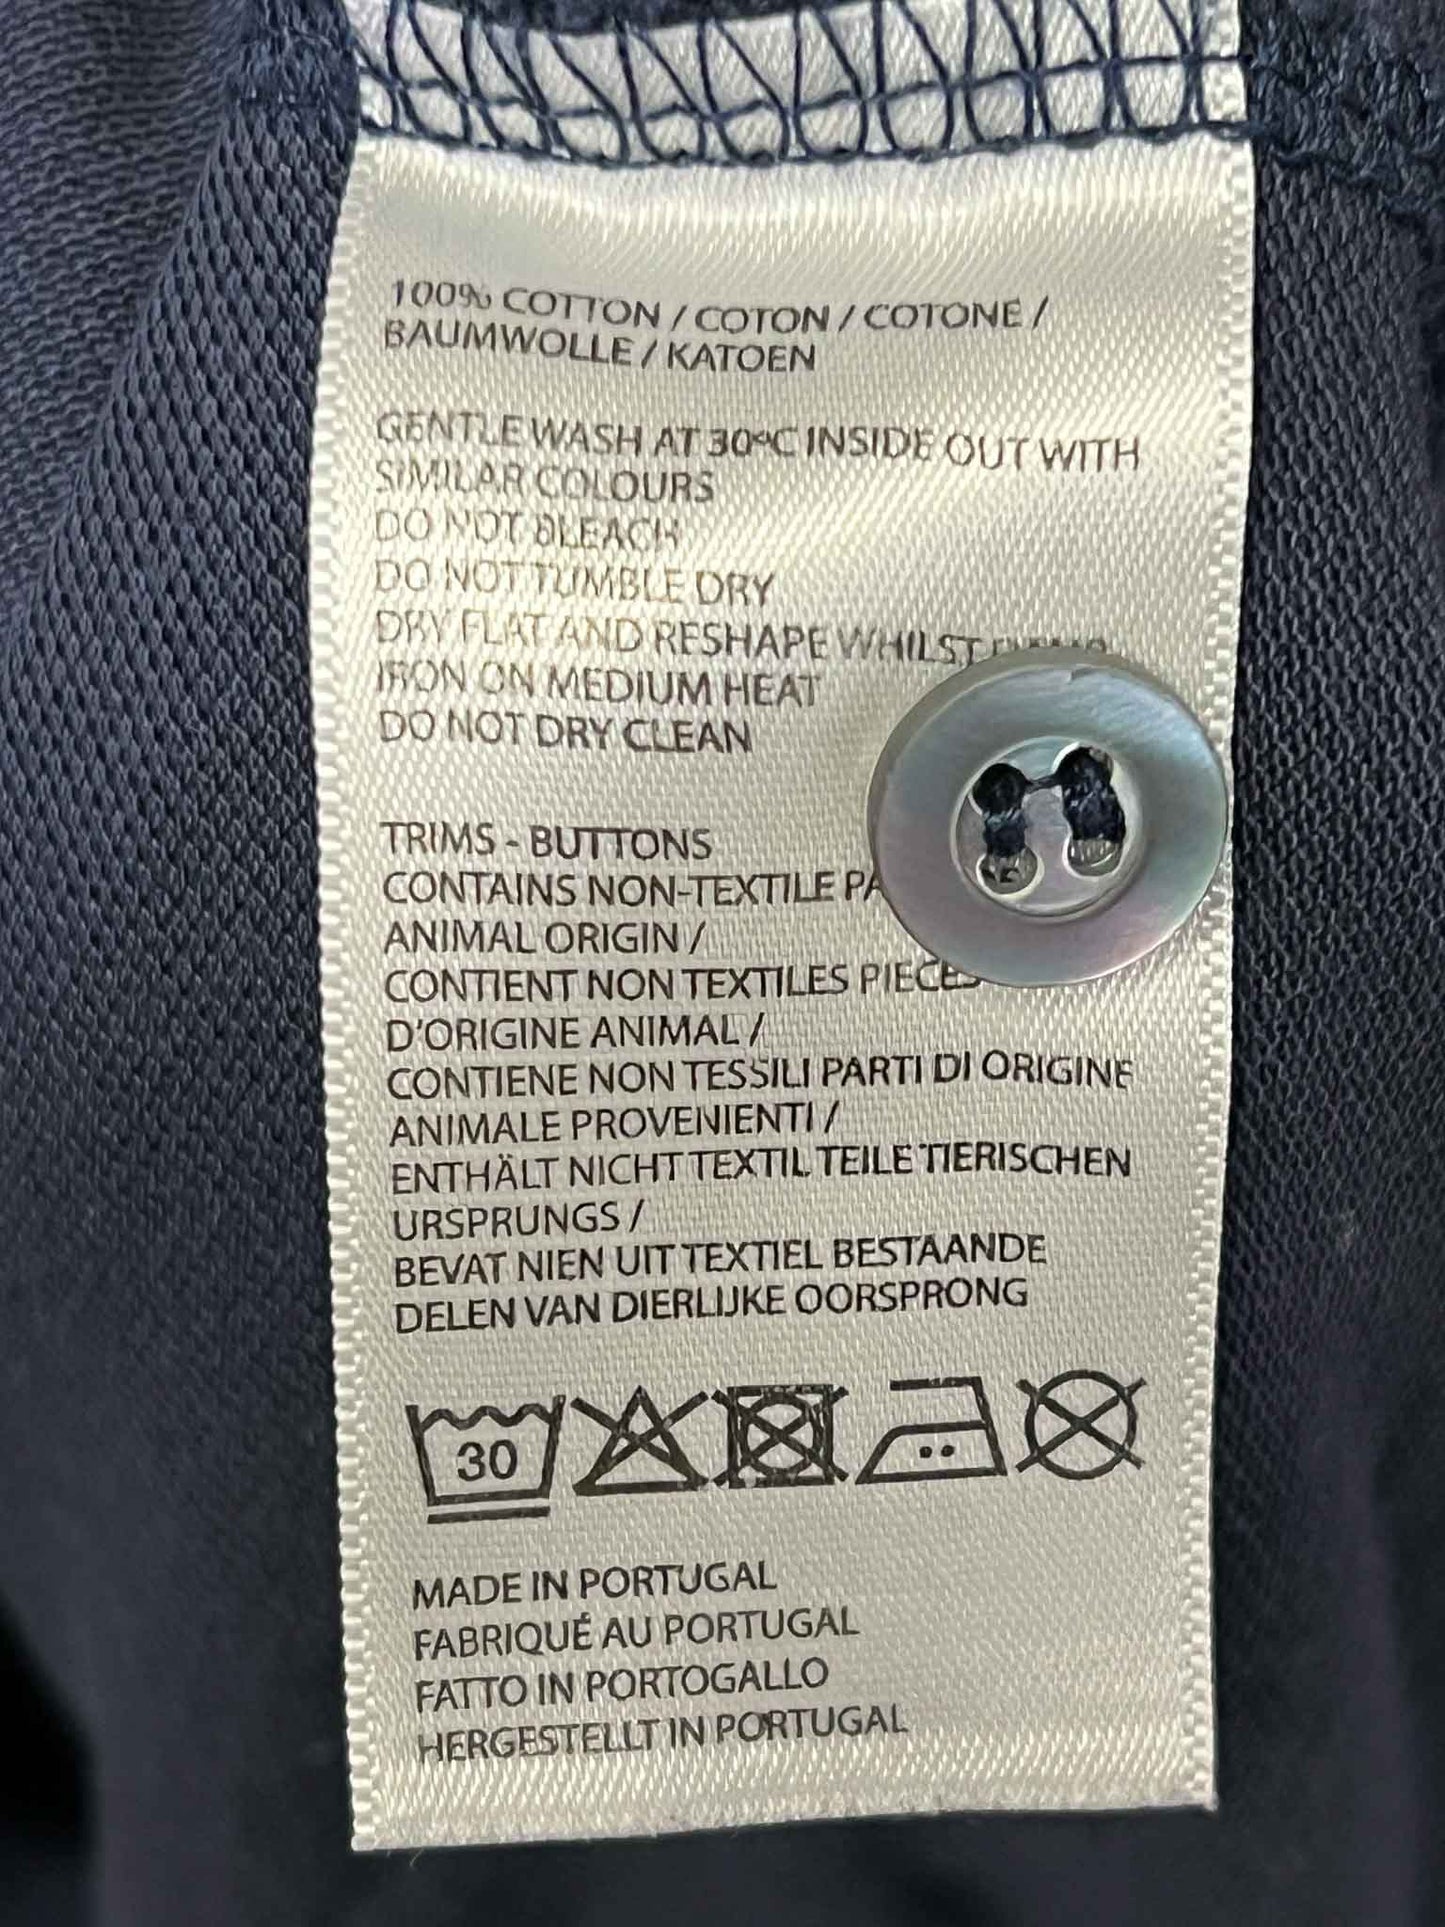 100% COTTON / COTON / COTONE /
BAUMWOLLE / KATOEN
GENTLE WASH AT 30ºC INSIDE OUT WITH
SIMILAR COLOURS
DO NOT BLEACH
DO NOT TUMBLE DRY
DRY FLAT AND RESHAPE WHILST
IRON ON MEDIUM HEAT
DO NOT DRY CLEAN
TRIMS - BUTTONS
CONTAINS NON-TEXTILE
ANIMAL ORIGIN /
CONTIENT NON TEXTILES PIECES
D'ORIGINE ANIMAL /
CONTIENE NON TESSILI PARTI DI ORIGINE
ANIMALE PROVENIENTI /
ENTHÄLT NICHT TEXTIL TEILE TIERISCHEN
URSPRUNGS /
BEVAT NIEN UIT TEXTIEL BESTAANDE
DELEN VAN DIERLIJKE OORSPRONG
30
MADE IN PORTUGAL
FABRIQUÉ AU PORTUGAL
FATTO IN PORTOGALLO
HERGESTELLT IN PORTUGAL